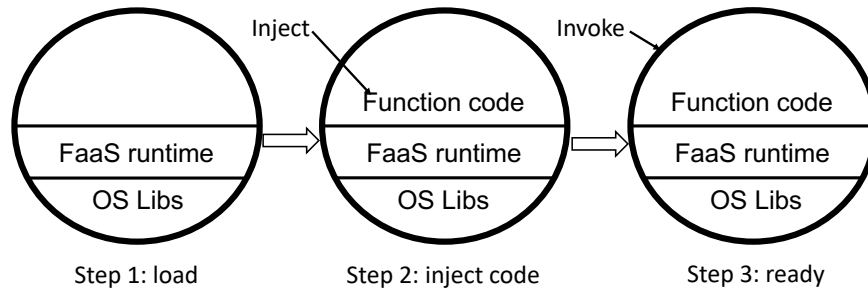 Inject
Invoke
Function code
Function code
FaaS runtime
FaaS runtime
FaaS runtime
OS Libs
OS Libs
OS Libs
Step 1: load
Step 2: inject code
Step 3: ready